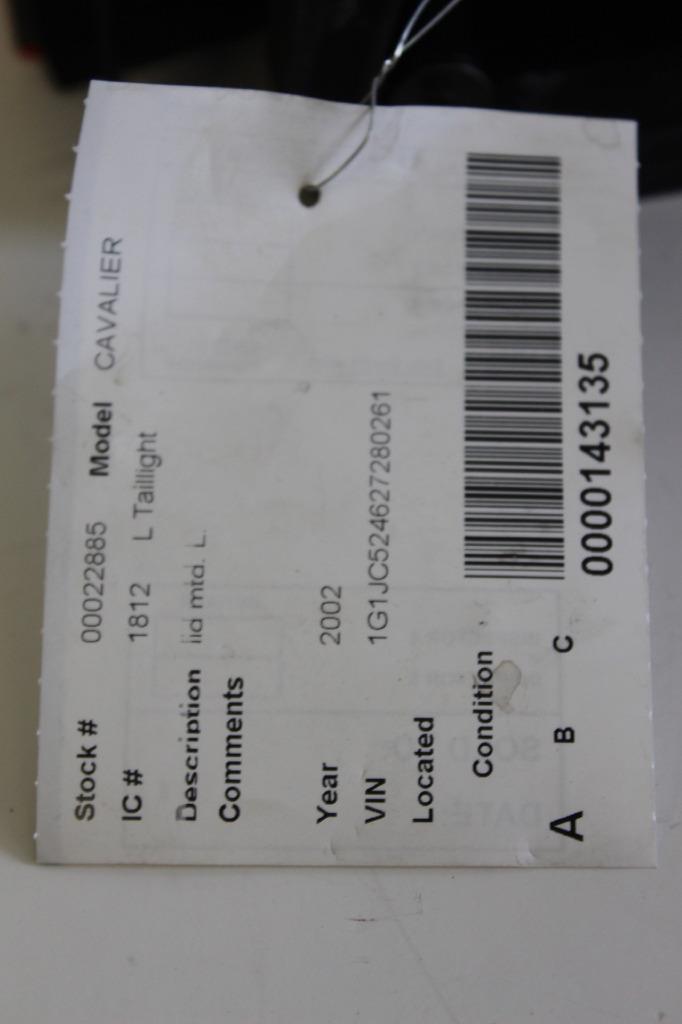 Stock # 00022885 Model CAVALIER
IC # 1812 L Taillight
Description lid mtd. L.
Comments
Year 2002
VIN 1G1JC524627280261
Located
Condition
A B C
0000143135